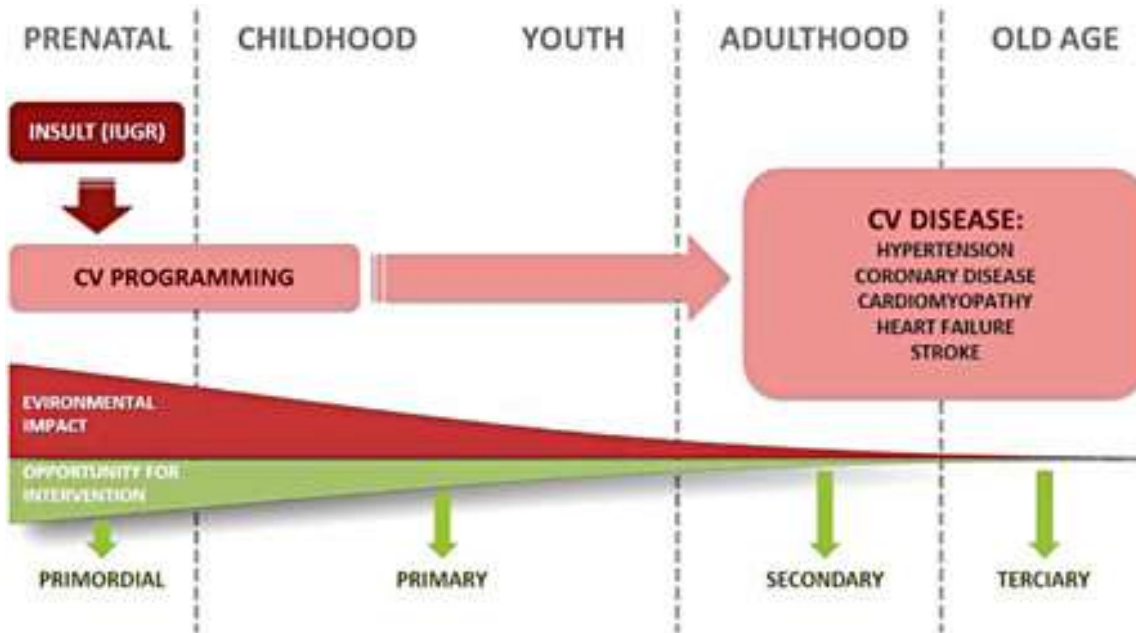 PRENATAL CHILDHOOD YOUTH ADULTHOOD OLD AGE
INSULT (IUGR)
CV PROGRAMMING
CV DISEASE:
HYPERTENSION
CORONARY DISEASE
CARDIOMYOPATHY
HEART FAILURE
STROKE
EVIRONMENTAL
IMPACT
OPPORTUNITY FOR
INTERVENTION
PRIMORDIAL PRIMARY SECONDARY TERCIARY